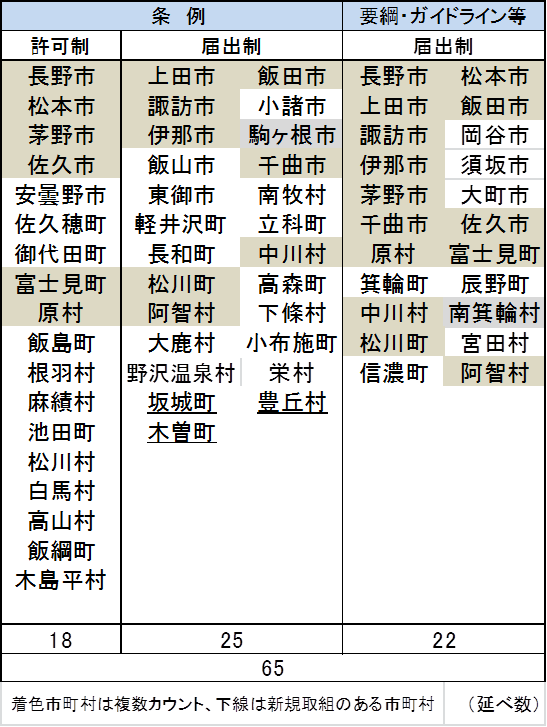 条 例 要綱・ガイドライン等
許可制 届出制 届出制
長野市 上田市 飯田市 長野市 松本市
松本市 諏訪市 小諸市 上田市 飯田市
茅野市 伊那市 駒ヶ根市 諏訪市 岡谷市
佐久市 飯山市 千曲市 伊那市 須坂市
安曇野市 東御市 南牧村 茅野市 大町市
佐久穂町 軽井沢町 立科町 千曲市 佐久市
御代田町 長和町 中川村 原村 富士見町
富士見町 松川町 高森町 箕輪町 辰野町
原村 阿智村 下條村 中川村 南箕輪村
飯島町 大鹿村 小布施町 松川町 宮田村
根羽村 野沢温泉村 栄村 信濃町 阿智村
麻績村 坂城町 豊丘村
池田町 木曽町
松川村
白馬村
高山村
飯綱町
木島平村
18 25 22
65
着色市町村は複数カウント、下線は新規取組のある市町村 （延べ数）